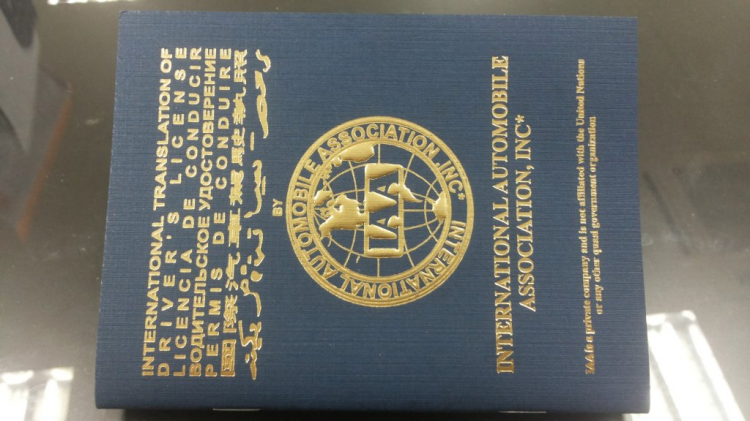 INTERNATIONAL TRANSLATION OF
DRIVER'S LICENSE
LICENCIA DE CONDUCIR
ВОДИТЕЛЬСКОЕ УДОСТОВЕРЕНИЕ
PERMIS DE CONDUIRE
BY
INTERNATIONAL AUTOMOBILE ASSOCIATION, INC*
IAA
INTERNATIONAL AUTOMOBILE
ASSOCIATION, INC*
IAA is a private company and is not affiliated with the United Nations
or any other quasi government organization